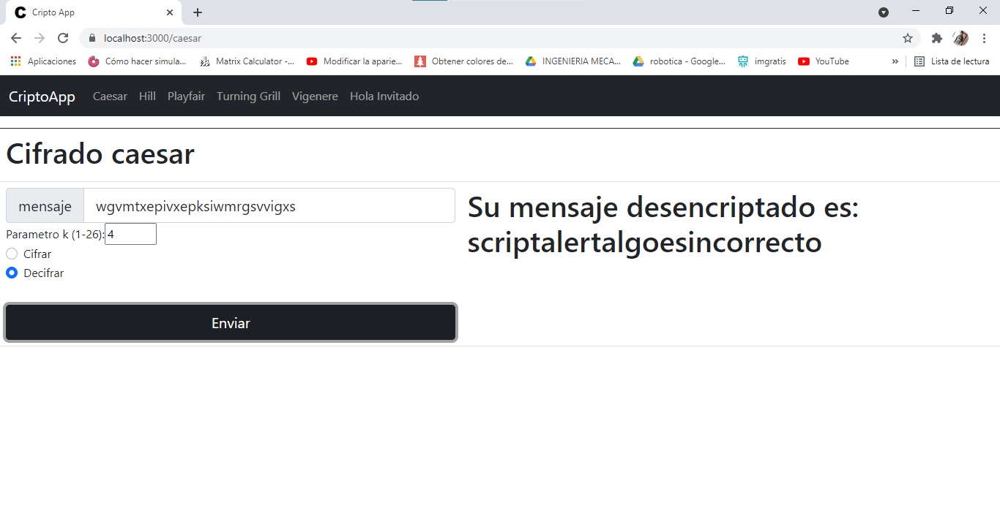 Cripto App
localhost:3000/caesar
Aplicaciones Cómo hacer simula... Matrix Calculator -... Modificar la aparie... Obtener colores de... INGENIERIA MECA... robotica - Google... imgratis YouTube » Lista de lectura
CriptoApp Caesar Hill Playfair Turning Grill Vigenere Hola Invitado
Cifrado caesar
mensaje wgvmtxepivxepksiwmrgsvvigxs
Parametro k (1-26): 4
Cifrar
Decifrar
Enviar
Su mensaje desencriptado es:
scriptalertalgoesincorrecto